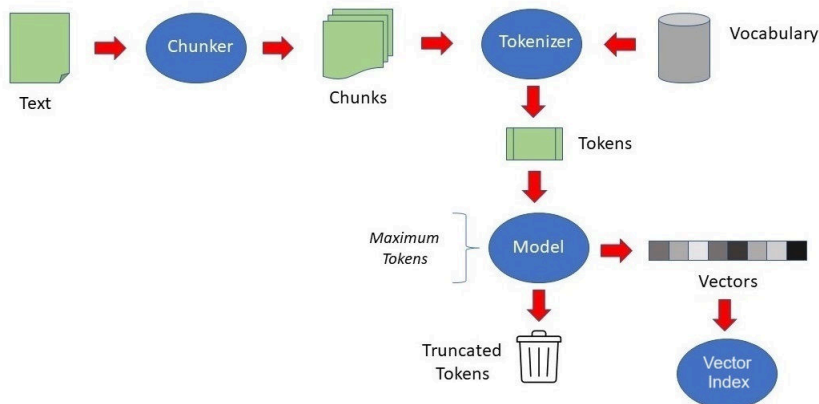 Chunker
Tokenizer
Vocabulary
Text
Chunks
Tokens
Maximum
Tokens
Model
Vectors
Truncated
Tokens
Vector
Index